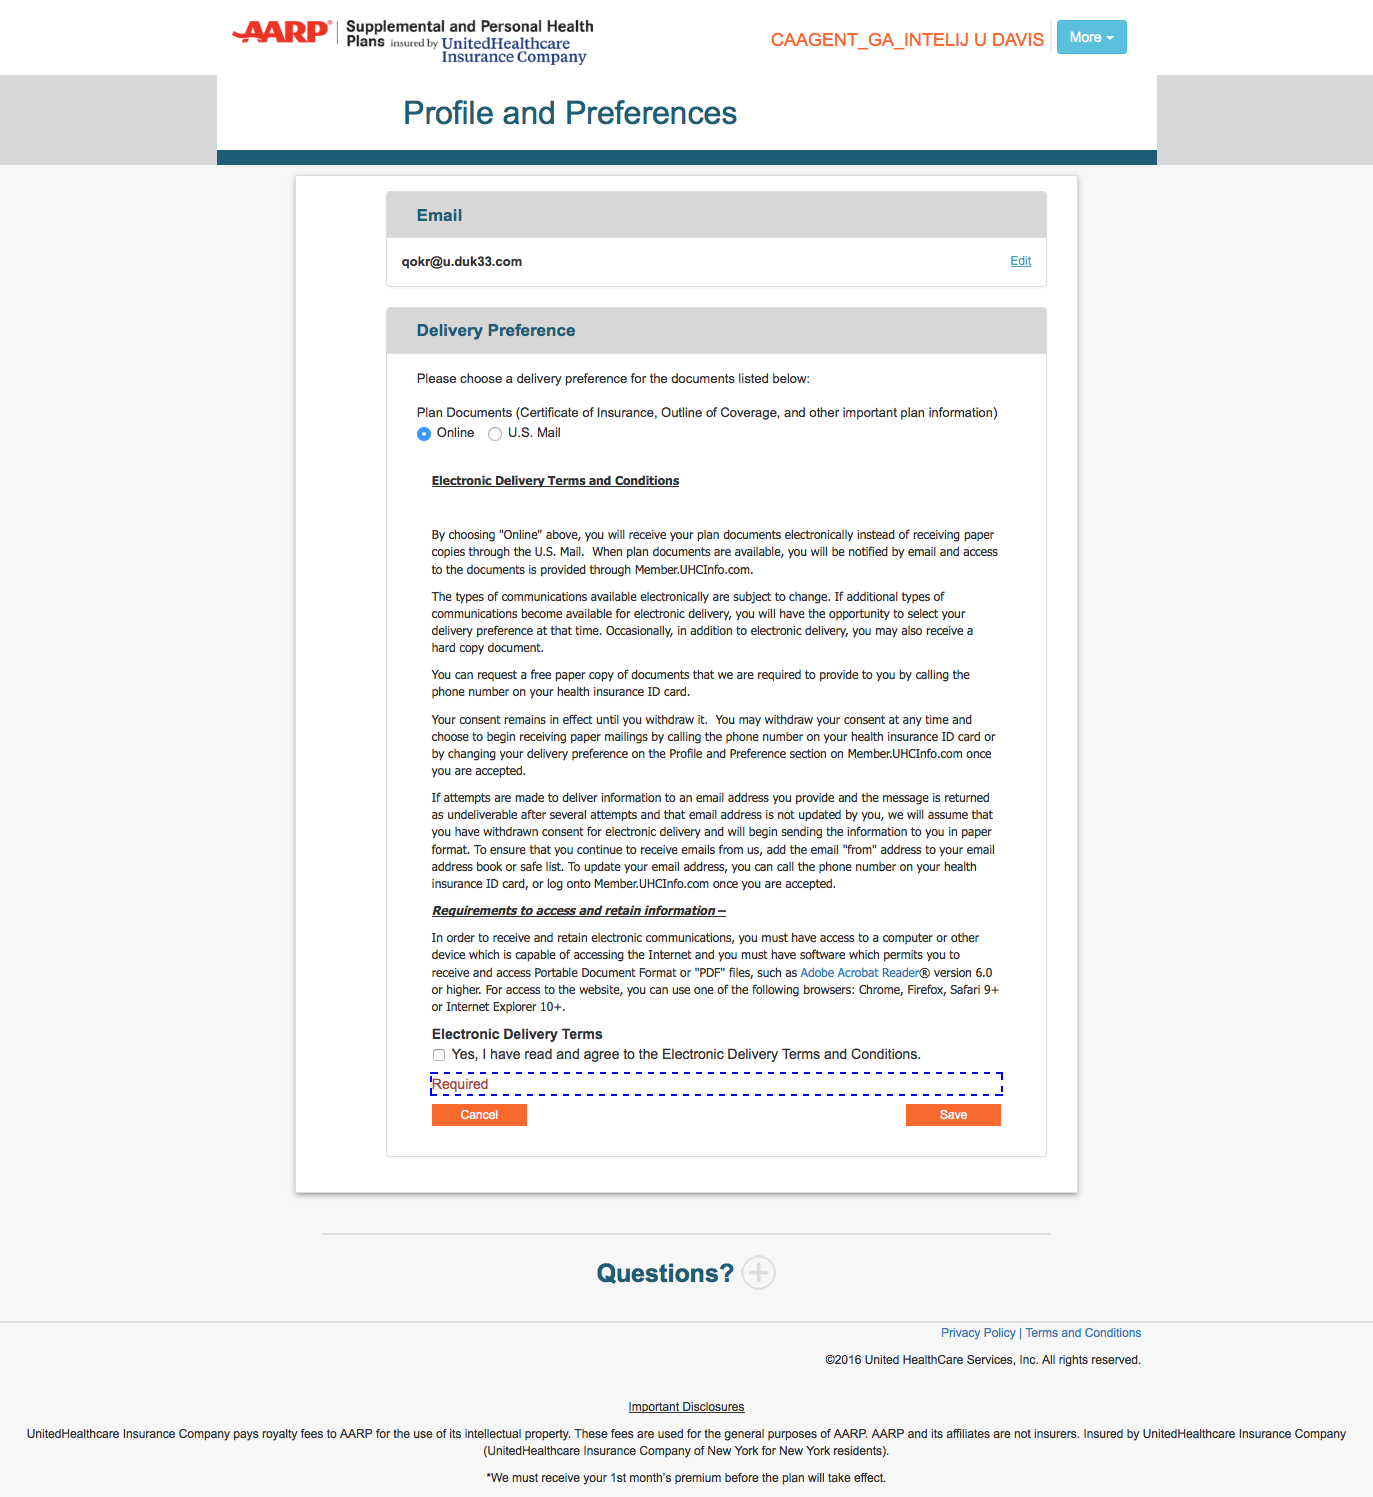 AARP® Supplemental and Personal Health
Plans insured by UnitedHealthcare
Insurance Company
CAAGENT_GA_INTELIJ U DAVIS
More
Profile and Preferences
Email
qokr@u.duk33.com
Edit
Delivery Preference
Please choose a delivery preference for the documents listed below:
Plan Documents (Certificate of Insurance, Outline of Coverage, and other important plan information)
Online U.S. Mail
Electronic Delivery Terms and Conditions
By choosing "Online" above, you will receive your plan documents electronically instead of receiving paper
copies through the U.S. Mail.  When plan documents are available, you will be notified by email and access
to the documents is provided through Member.UHCInfo.com.
The types of communications available electronically are subject to change. If additional types of
communications become available for electronic delivery, you will have the opportunity to select your
delivery preference at that time. Occasionally, in addition to electronic delivery, you may also receive a
hard copy document.
You can request a free paper copy of documents that we are required to provide to you by calling the
phone number on your health insurance ID card.
Your consent remains in effect until you withdraw it.  You may withdraw your consent at any time and
choose to begin receiving paper mailings by calling the phone number on your health insurance ID card or
by changing your delivery preference on the Profile and Preference section on Member.UHCInfo.com once
you are accepted.
If attempts are made to deliver information to an email address you provide and the message is returned
as undeliverable after several attempts and that email address is not updated by you, we will assume that
you have withdrawn consent for electronic delivery and will begin sending the information to you in paper
format. To ensure that you continue to receive emails from us, add the email "from" address to your email
address book or safe list. To update your email address, you can call the phone number on your health
insurance ID card, or log onto Member.UHCInfo.com once you are accepted.
Requirements to access and retain information –
In order to receive and retain electronic communications, you must have access to a computer or other
device which is capable of accessing the Internet and you must have software which permits you to
receive and access Portable Document Format or "PDF" files, such as Adobe Acrobat Reader® version 6.0
or higher. For access to the website, you can use one of the following browsers: Chrome, Firefox, Safari 9+
or Internet Explorer 10+.
Electronic Delivery Terms
Yes, I have read and agree to the Electronic Delivery Terms and Conditions.
Required
Cancel Save
Questions?
Privacy Policy | Terms and Conditions
©2016 United HealthCare Services, Inc. All rights reserved.
Important Disclosures
UnitedHealthcare Insurance Company pays royalty fees to AARP for the use of its intellectual property. These fees are used for the general purposes of AARP. AARP and its affiliates are not insurers. Insured by UnitedHealthcare Insurance Company
(UnitedHealthcare Insurance Company of New York for New York residents).
*We must receive your 1st month's premium before the plan will take effect.